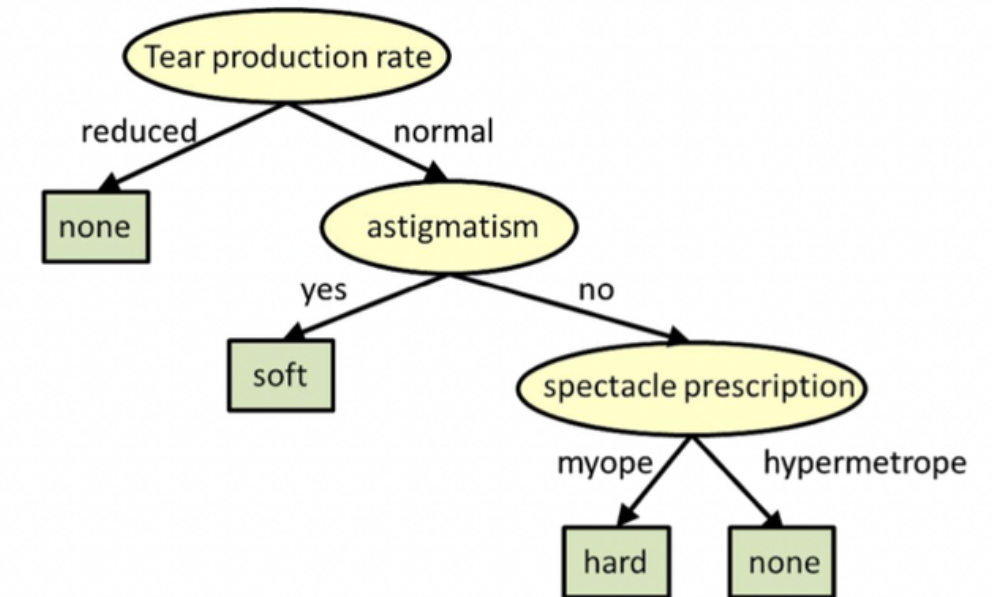 Tear production rate
reduced
normal
none
astigmatism
yes
no
soft
spectacle prescription
myope
hypermetrope
hard
none